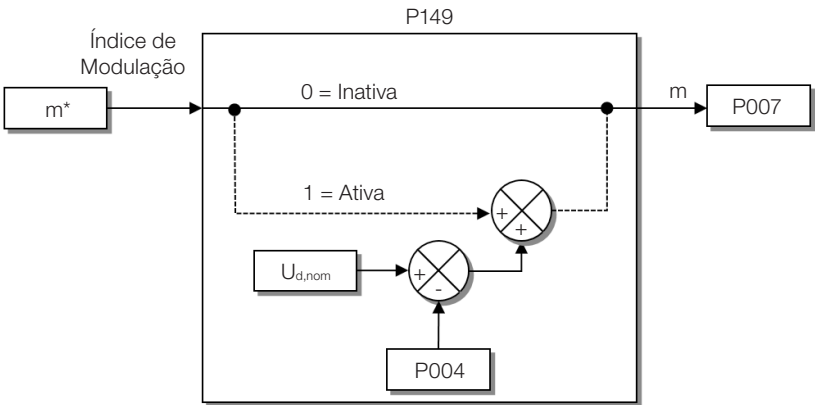 P149
Índice de
Modulação
m*
0 = Inativa
m
P007
1 = Ativa
+
+
U d,nom
+
-
P004